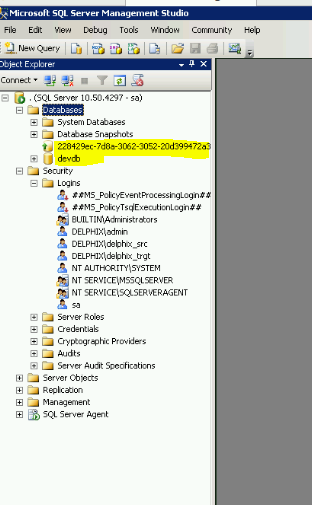 Microsoft SQL Server Management Studio
File Edit View Debug Tools Window Community Help
New Query
Object Explorer
Connect
. (SQL Server 10.50.4297 - sa)
Databases
System Databases
Database Snapshots
228429ec-7d8a-3062-3052-20d399472a3
devdb
Security
Logins
##MS_PolicyEventProcessingLogin##
##MS_PolicyTsqlExecutionLogin##
BUILTIN\Administrators
DELPHIX\admin
DELPHIX\delphix_src
DELPHIX\delphix_trgt
NT AUTHORITY\SYSTEM
NT SERVICE\MSSQLSERVER
NT SERVICE\SQLSERVERAGENT
sa
Server Roles
Credentials
Cryptographic Providers
Audits
Server Audit Specifications
Server Objects
Replication
Management
SQL Server Agent